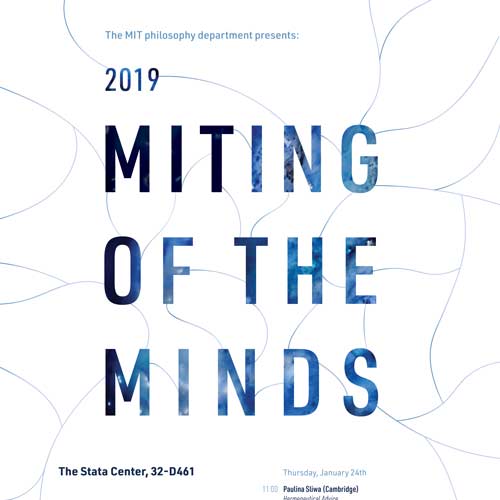 The MIT philosophy department presents:
2019
MITING
OF THE
MINDS
The Stata Center, 32-D461
Thursday, January 24th
11:00 Paulina Sliwa (Cambridge)
Hermeneutical Advice